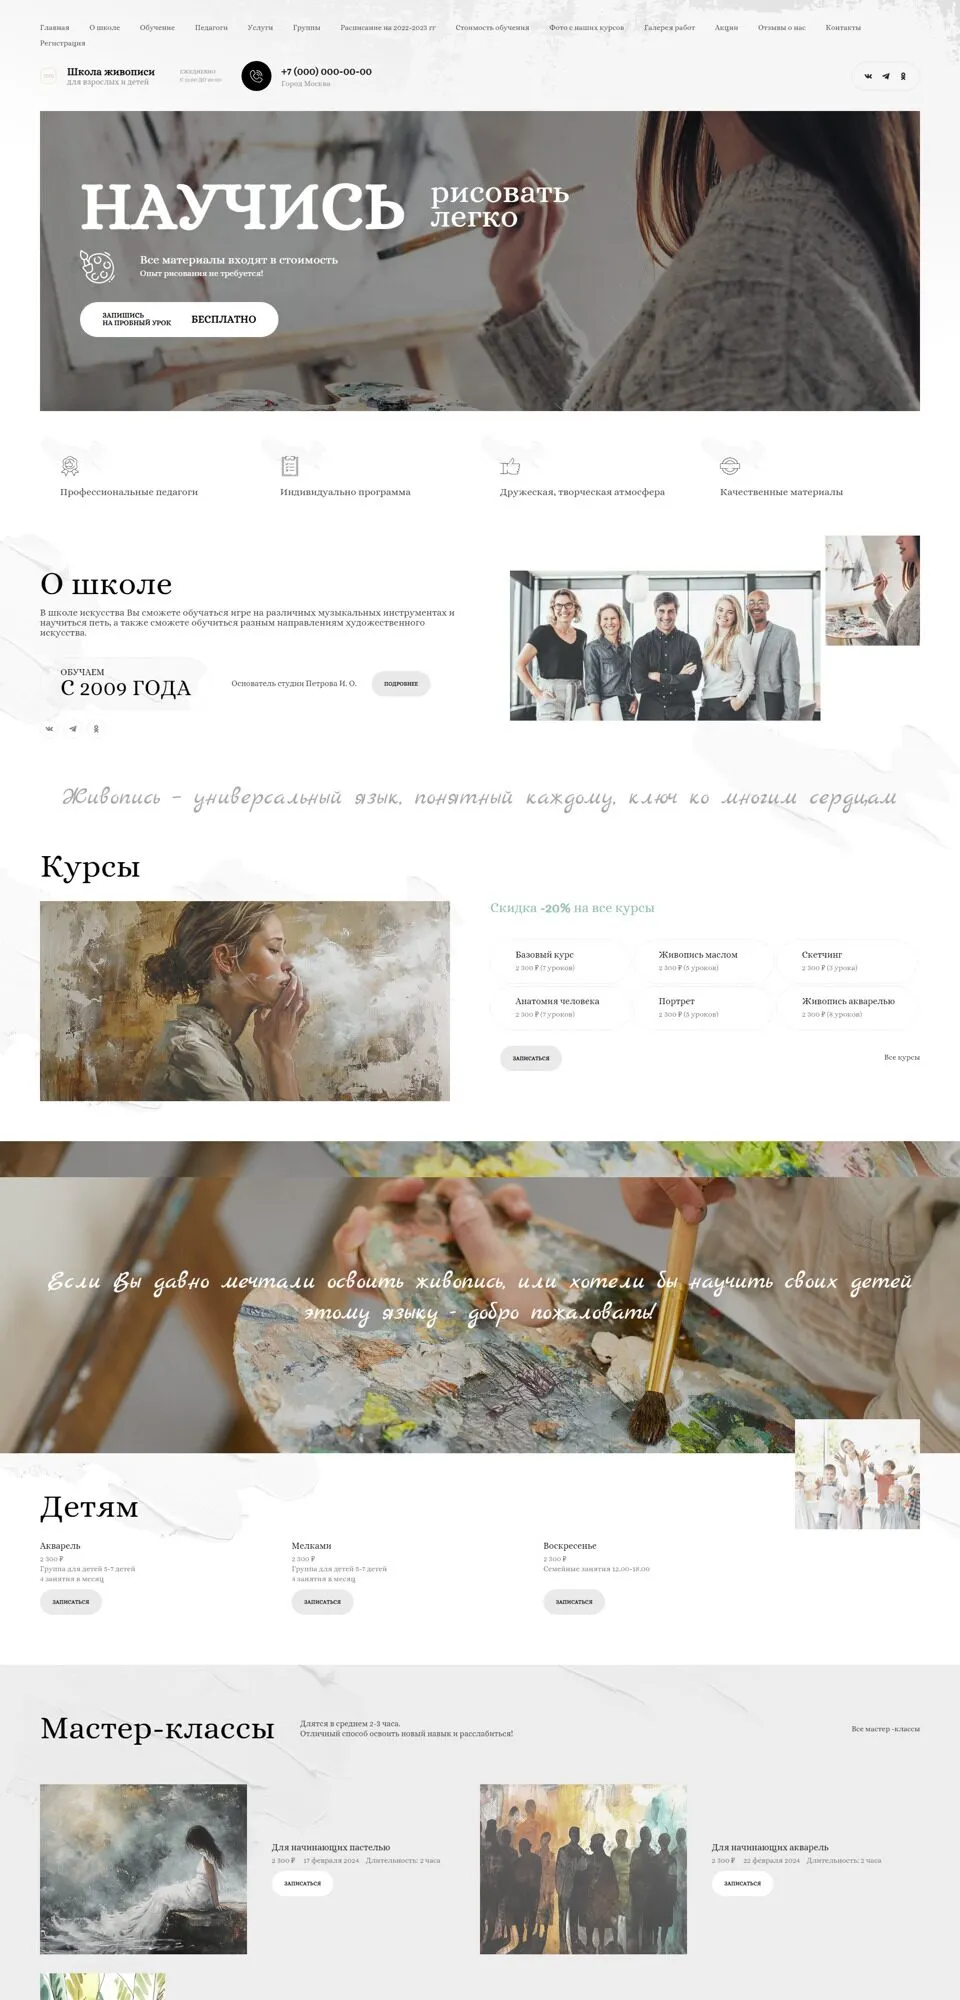 Главная О школе Обучение Педагоги Услуги Группы Расписание на 2022-2023 гг Стоимость обучения Фото с наших курсов Галерея работ Акции Отзывы о нас Контакты
Регистрация
Школа живописи
для взрослых и детей
ЕЖЕДНЕВНО
+7 (000) 000-00-00
Город Москва
НАУЧИСЬ
рисовать
легко
Все материалы входят в стоимость
Опыт рисования не требуется!
ЗАПИШИСЬ
НА ПРОБНЫЙ УРОК
БЕСПЛАТНО
Профессиональные педагоги
Индивидуально программа
Дружеская, творческая атмосфера
Качественные материалы
О школе
В школе искусства Вы сможете обучаться игре на различных музыкальных инструментах и
научиться петь, а также сможете обучиться разным направлениям художественного
искусства.
ОБУЧАЕМ
С 2009 ГОДА
Основатель студии Петрова И. О.
ПОДРОБНЕЕ
Живопись – универсальный язык, понятный каждому, ключ ко многим сердцам
Курсы
Скидка -20% на все курсы
Базовый курс
2 300 ₽ (7 уроков)
Живопись маслом
2 300 ₽ (5 уроков)
Скетчинг
2 300 ₽ (3 урока)
Анатомия человека
2 300 ₽ (7 уроков)
Портрет
2 300 ₽ (5 уроков)
Живопись акварелью
2 300 ₽ (8 уроков)
ЗАПИСАТЬСЯ
Все курсы
Если Вы давно мечтали освоить живопись, или хотели бы научить своих детей
этому языку - добро пожаловать!
Детям
Акварель
2 300 ₽
Группа для детей 5-7 детей
4 занятия в месяц
ЗАПИСАТЬСЯ
Мелками
2 300 ₽
Группа для детей 5-7 детей
4 занятия в месяц
ЗАПИСАТЬСЯ
Воскресенье
2 300 ₽
Семейные занятия 12.00-18.00
ЗАПИСАТЬСЯ
Мастер-классы
Длятся в среднем 2-3 часа.
Отличный способ освоить новый навык и расслабиться!
Все мастер -классы
Для начинающих пастелью
2 300 ₽ 17 февраля 2024 Длительность: 2 часа
ЗАПИСАТЬСЯ
Для начинающих акварель
2 300 ₽ 22 февраля 2024 Длительность: 2 часа
ЗАПИСАТЬСЯ